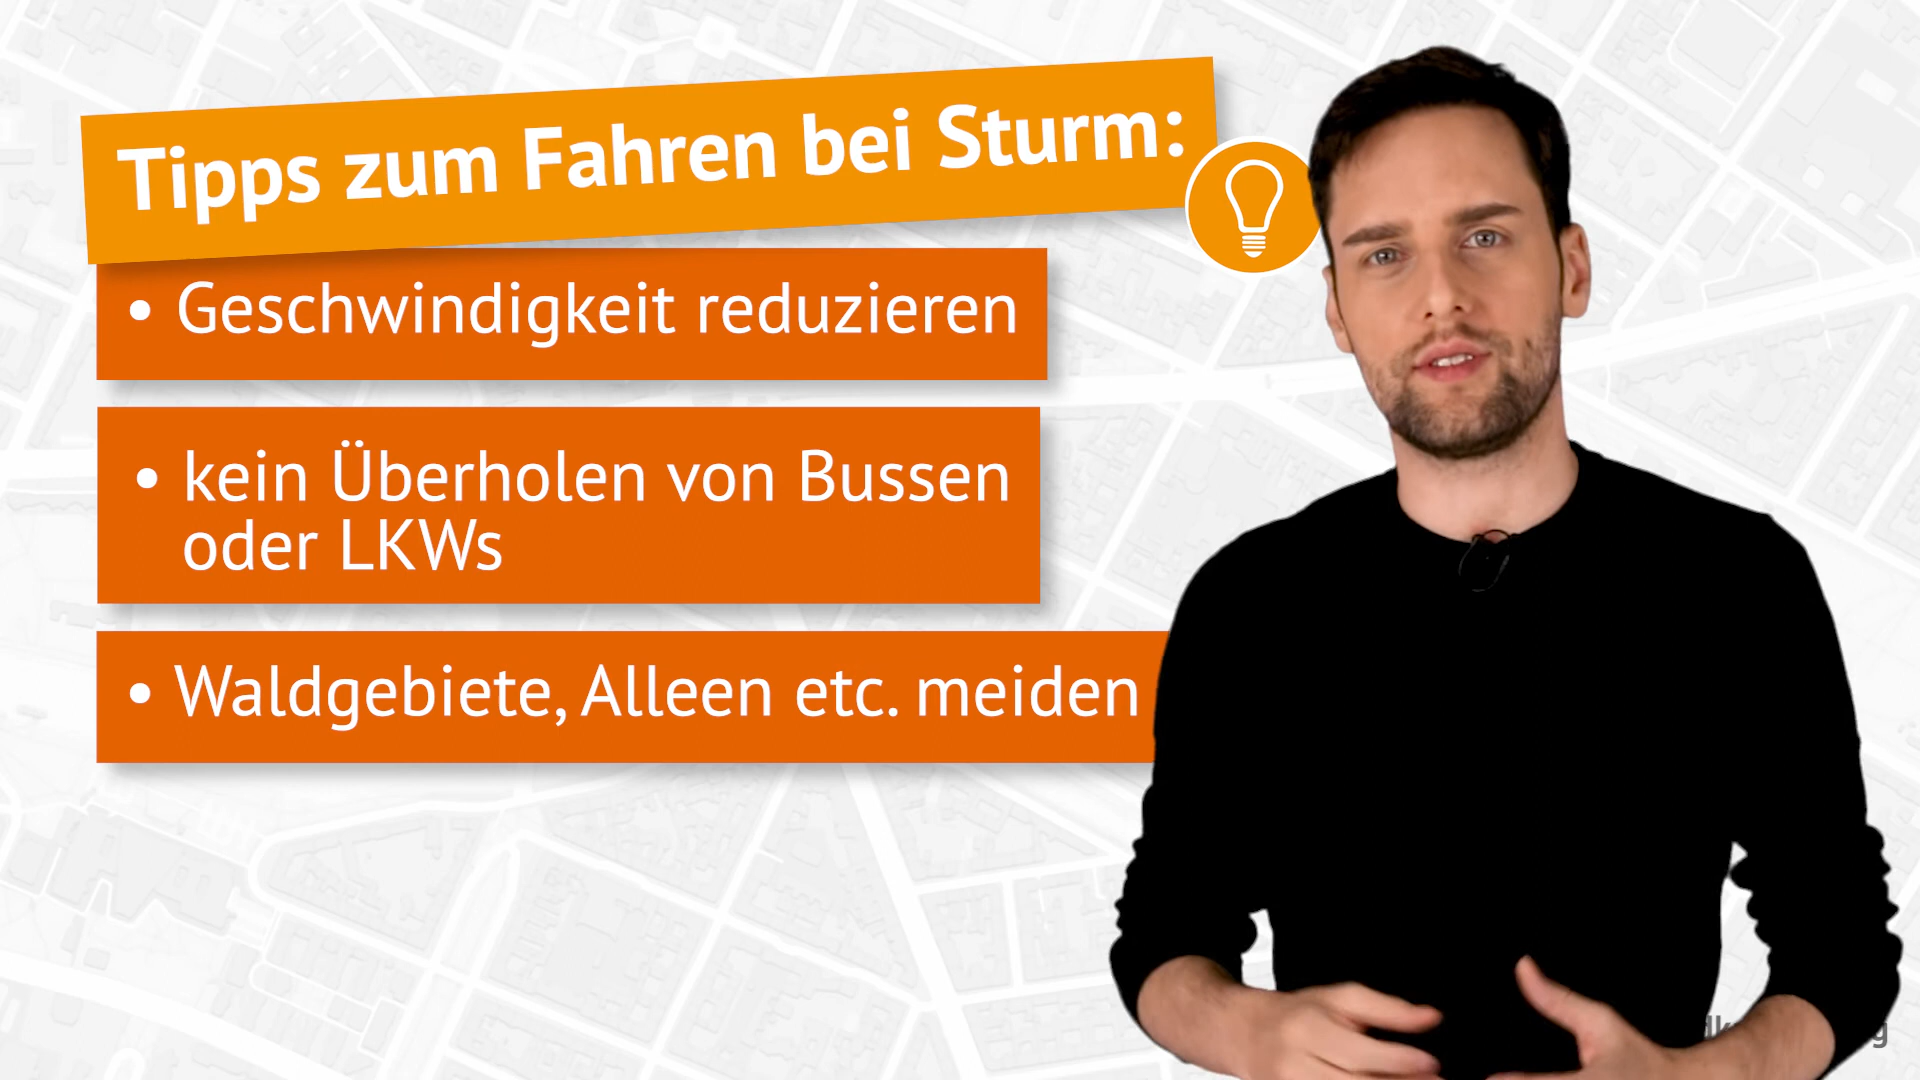 Tipps zum Fahren bei Sturm:
• Geschwindigkeit reduzieren
• kein Überholen von Bussen
oder LKWs
• Waldgebiete, Alleen etc. meiden